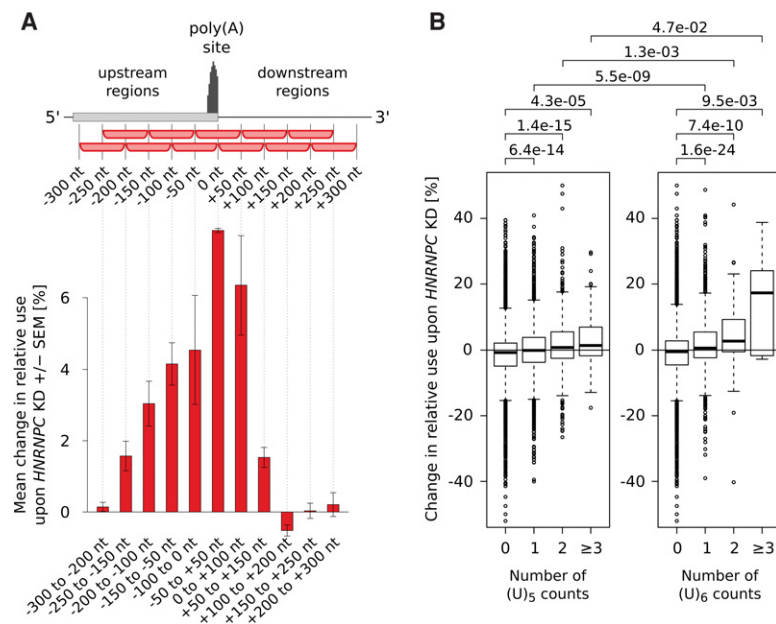 A
poly(A)
site
upstream
regions
downstream
regions
5'
3'
-300 nt
-250 nt
-200 nt
-150 nt
-100 nt
-50 nt
0 nt
+50 nt
+100 nt
+150 nt
+200 nt
+250 nt
+300 nt
Mean change in relative use
upon HNRNPC KD +/− SEM [%]
6
4
2
0
-300 to -200 nt
-250 to -150 nt
-200 to -100 nt
-150 to -50 nt
-100 to 0 nt
-50 to +50 nt
0 to +100 nt
+50 to +150 nt
+100 to +200 nt
+150 to +250 nt
+200 to +300 nt
B
4.7e-02
1.3e-03
5.5e-09
4.3e-05
9.5e-03
1.4e-15
7.4e-10
6.4e-14
1.6e-24
Change in relative use upon HNRNPC KD [%]
40
20
0
-20
-40
40
20
0
-20
-40
0 1 2 ≥3
0 1 2 ≥3
Number of
(U)5 counts
Number of
(U)6 counts